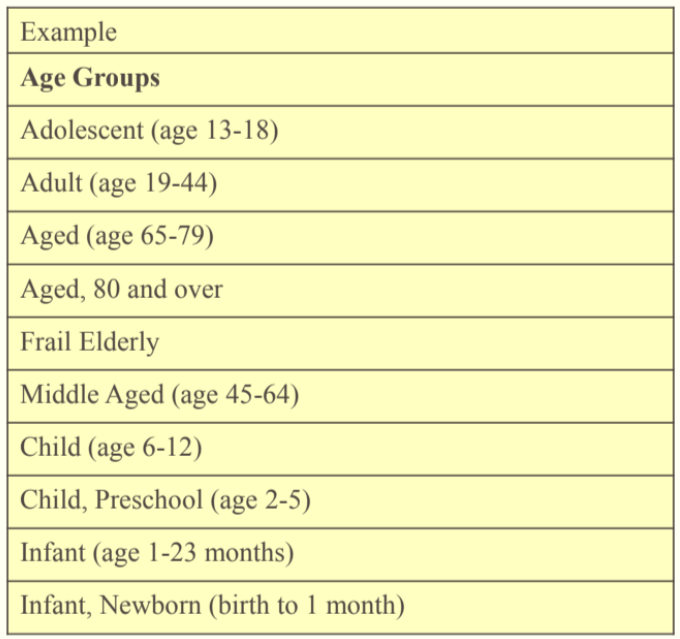 Example
Age Groups
Adolescent (age 13-18)
Adult (age 19-44)
Aged (age 65-79)
Aged, 80 and over
Frail Elderly
Middle Aged (age 45-64)
Child (age 6-12)
Child, Preschool (age 2-5)
Infant (age 1-23 months)
Infant, Newborn (birth to 1 month)